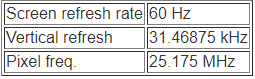 Screen refresh rate 60 Hz
Vertical refresh 31.46875 kHz
Pixel freq. 25.175 MHz